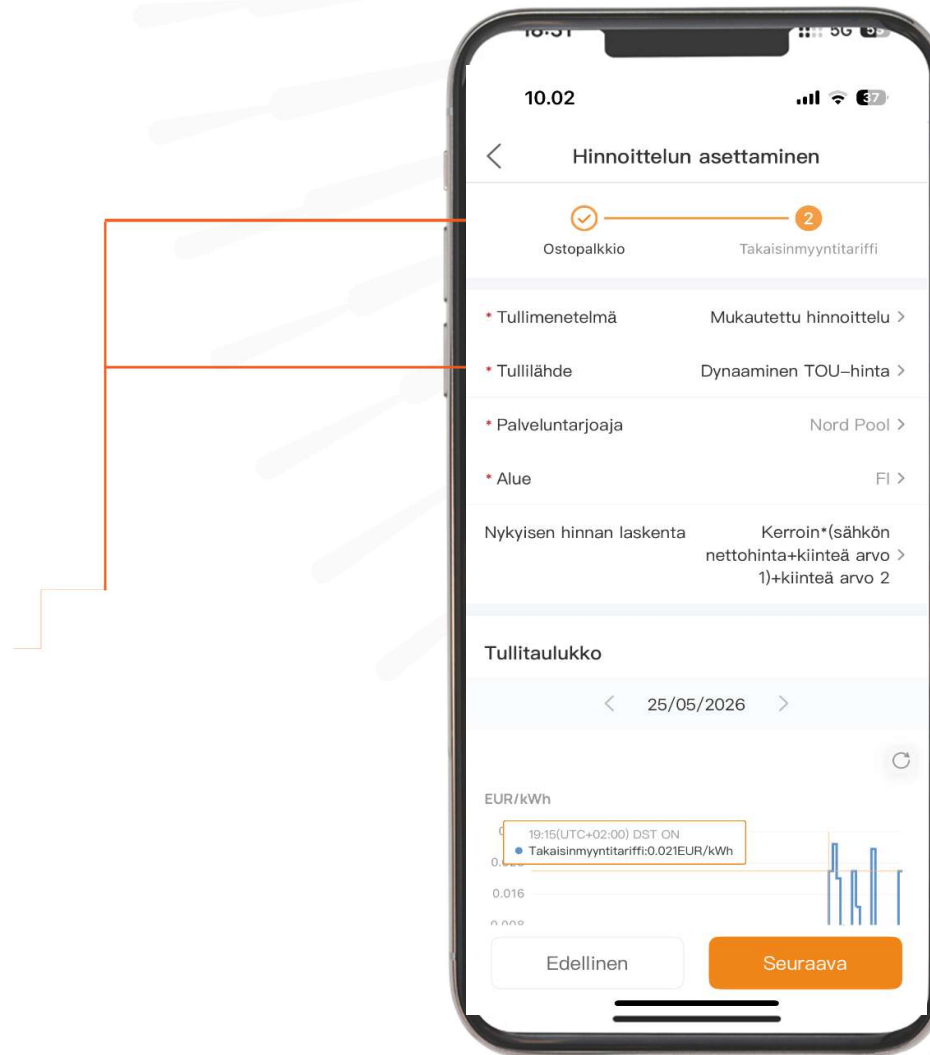 5G
10.02
37
Hinnoittelun asettaminen
2
Ostopalkkio
Takaisinmyyntitariffi
* Tullimenetelmä
Mukautettu hinnoittelu >
* Tullilähde
Dynaaminen TOU-hinta >
* Palveluntarjoaja
Nord Pool >
* Alue
FI >
Nykyisen hinnan laskenta
Kerroin*(sähkön
nettohinta+kiinteä arvo >
1)+kiinteä arvo 2
Tullitaulukko
< 25/05/2026 >
EUR/kWh
19:15(UTC+02:00) DST ON
Takaisinmyyntitariffi:0.021EUR/kWh
0.016
Edellinen
Seuraava